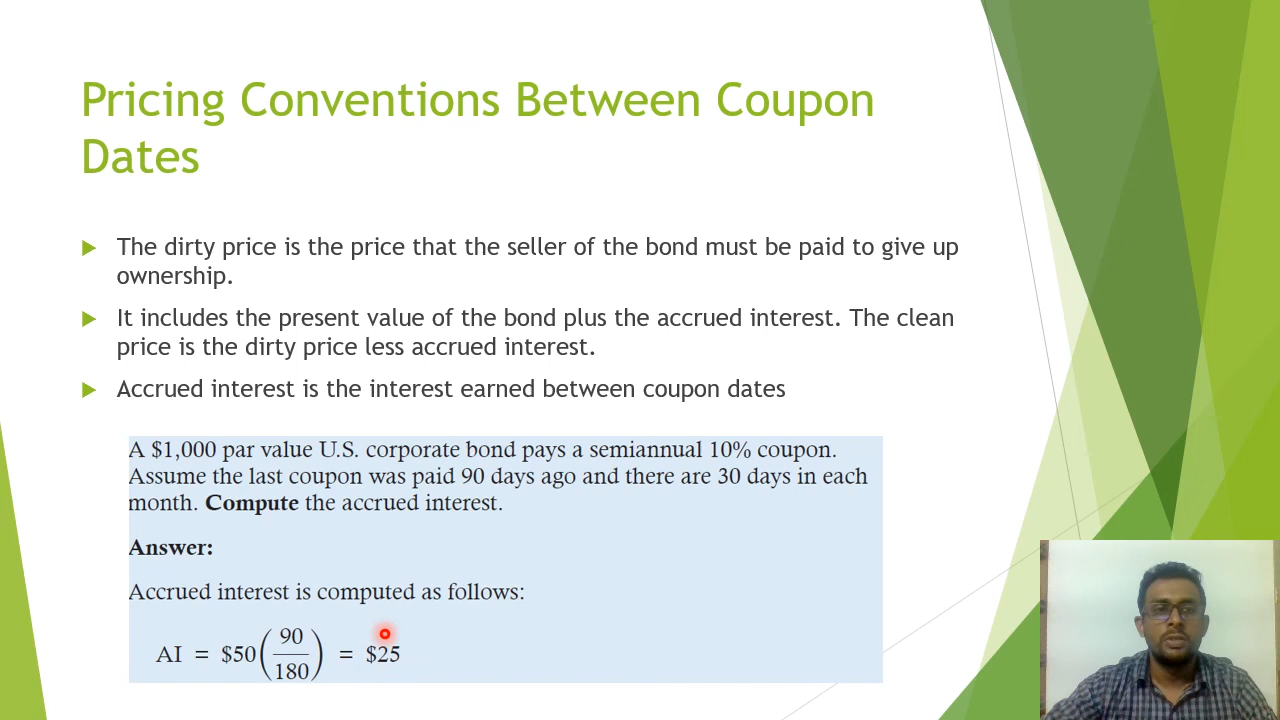 Pricing Conventions Between Coupon
Dates
The dirty price is the price that the seller of the bond must be paid to give up
ownership.
It includes the present value of the bond plus the accrued interest. The clean
price is the dirty price less accrued interest.
Accrued interest is the interest earned between coupon dates
A $1,000 par value U.S. corporate bond pays a semiannual 10% coupon.
Assume the last coupon was paid 90 days ago and there are 30 days in each
month. Compute the accrued interest.
Answer:
Accrued interest is computed as follows:
AI = $50(90/180) = $25